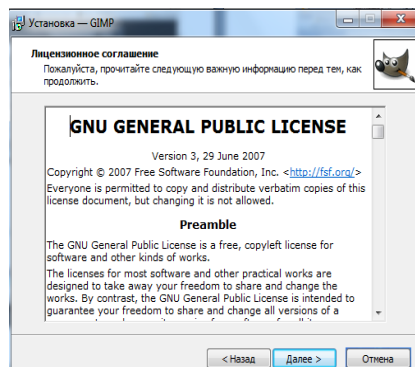 Установка — GIMP
Лицензионное соглашение
Пожалуйста, прочитайте следующую важную информацию перед тем, как
продолжить.
GNU GENERAL PUBLIC LICENSE
Version 3, 29 June 2007
Copyright © 2007 Free Software Foundation, Inc. <http://fsf.org/>
Everyone is permitted to copy and distribute verbatim copies of this
license document, but changing it is not allowed.
Preamble
The GNU General Public License is a free, copyleft license for
software and other kinds of works.
The licenses for most software and other practical works are
designed to take away your freedom to share and change the
works. By contrast, the GNU General Public License is intended to
guarantee your freedom to share and change all versions of a
< Назад
Далее >
Отмена